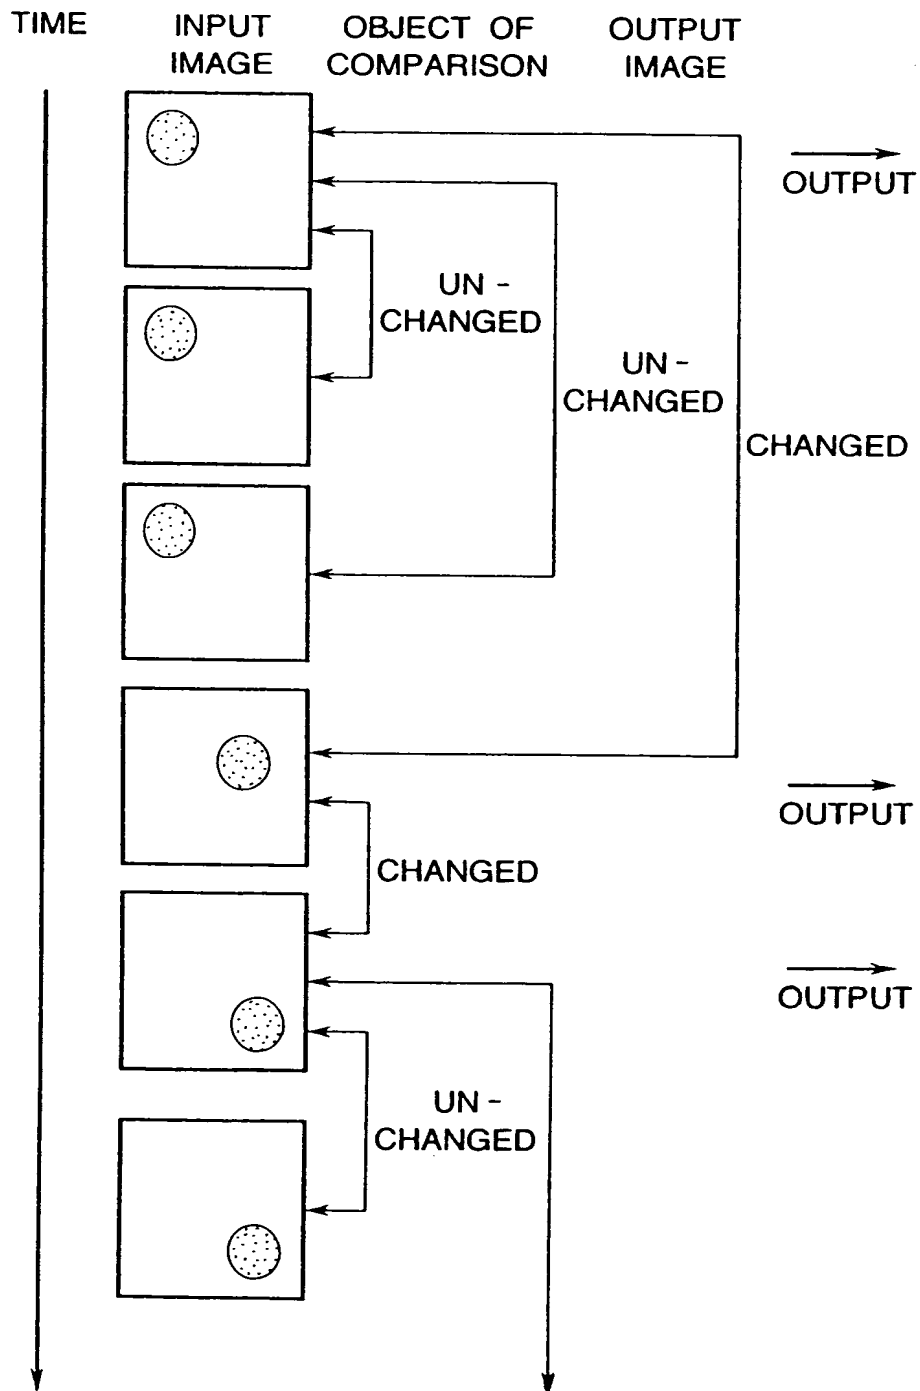 TIME
INPUT IMAGE
OBJECT OF COMPARISON
OUTPUT IMAGE
OUTPUT
UN-
CHANGED
UN-
CHANGED
CHANGED
OUTPUT
CHANGED
OUTPUT
UN-
CHANGED